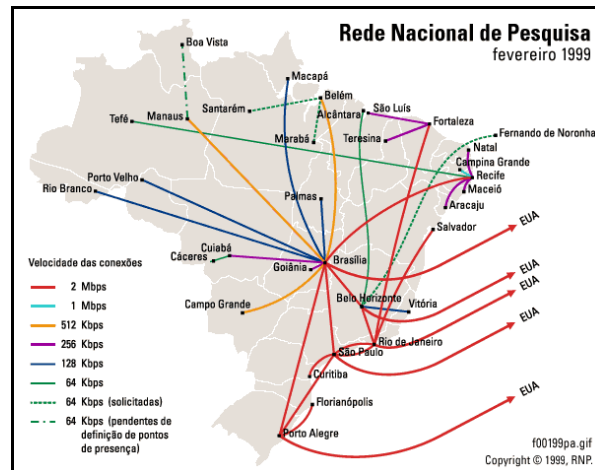 Rede Nacional de Pesquisa
fevereiro 1999
Boa Vista
Macapá
Belém
Santarém
Alcântara
São Luís
Manaus
Tefé
Fortaleza
Marabá
Teresina
Fernando de Noronha
Natal
Campina Grande
Recife
Porto Velho
Rio Branco
Palmas
Maceió
Aracaju
Salvador
EUA
Cuiabá
Cáceres
Goiânia
Brasília
Velocidade das conexões
2 Mbps
1 Mbps
512 Kbps
256 Kbps
128 Kbps
64 Kbps
64 Kbps (solicitadas)
64 Kbps (pendentes de
definição de pontos
de presença)
Belo Horizonte
Vitória
EUA
EUA
Campo Grande
EUA
Rio de Janeiro
São Paulo
Curitiba
Florianópolis
EUA
Porto Alegre
f00199pa.gif
Copyright © 1999, RNP.